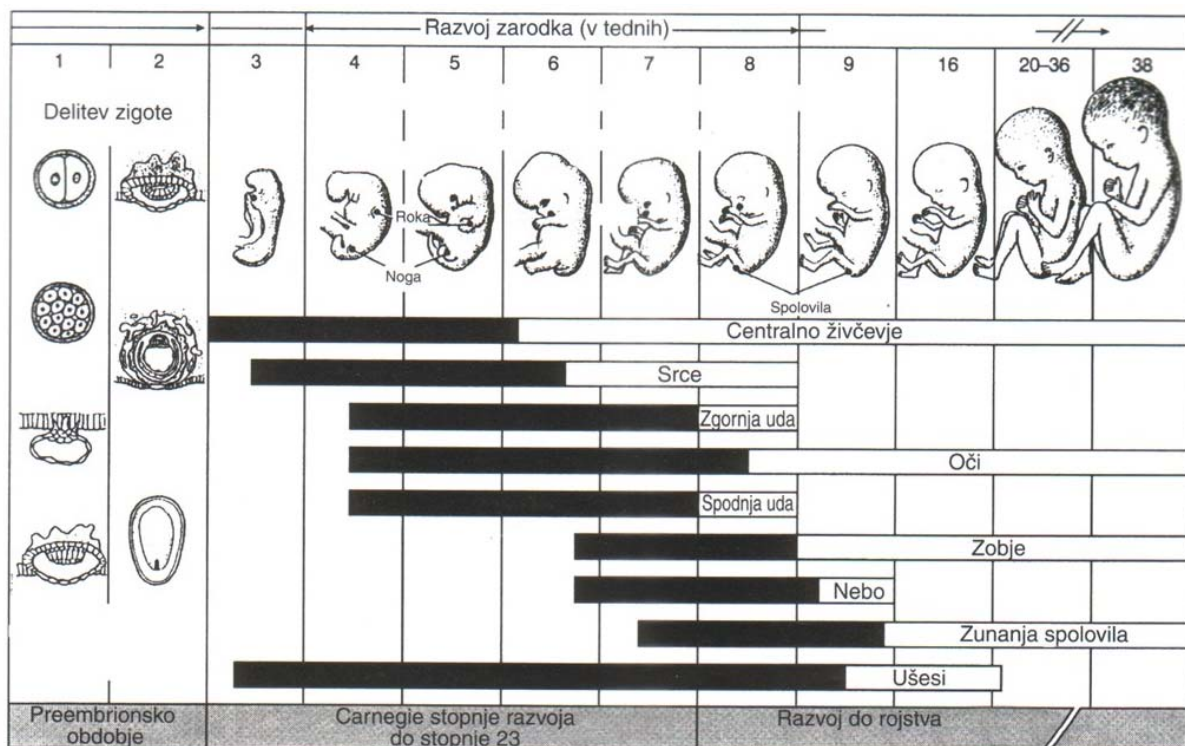 Razvoj zarodka (v tednih)
1 2 3 4 5 6 7 8 9 16 20–36 38
Delitev zigote
Roka
Noga
Spolovila
Centralno živčevje
Srce
Zgornja uda
Oči
Spodnja uda
Zobje
Nebo
Zunanja spolovila
Ušesi
Preembrionsko
obdobje
Carnegie stopnje razvoja
do stopnje 23
Razvoj do rojstva